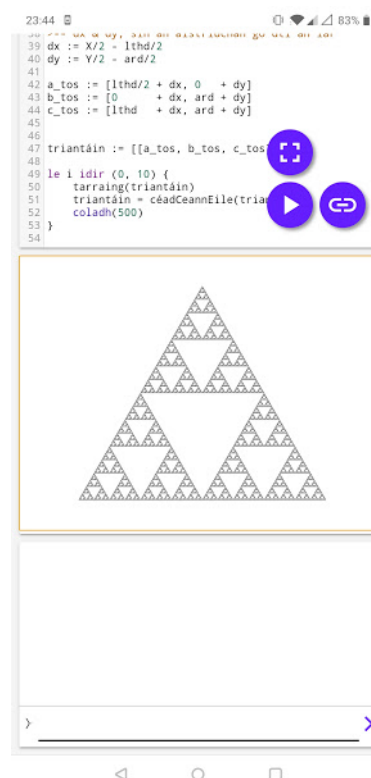 23:44 83%
38 >-- dx & dy, sin an aistriúchán go dtí an lár
39 dx := X/2 - lthd/2
40 dy := Y/2 - ard/2
41
42 a_tos := [lthd/2 + dx, 0 + dy]
43 b_tos := [0 + dx, ard + dy]
44 c_tos := [lthd + dx, ard + dy]
45
46
47 triantáin := [[a_tos, b_tos, c_tos
48
49 le i idir (0, 10) {
50 tarraing(triantáin)
51 triantáin = céadCeannEile(tria
52 coladh(500)
53 }
54